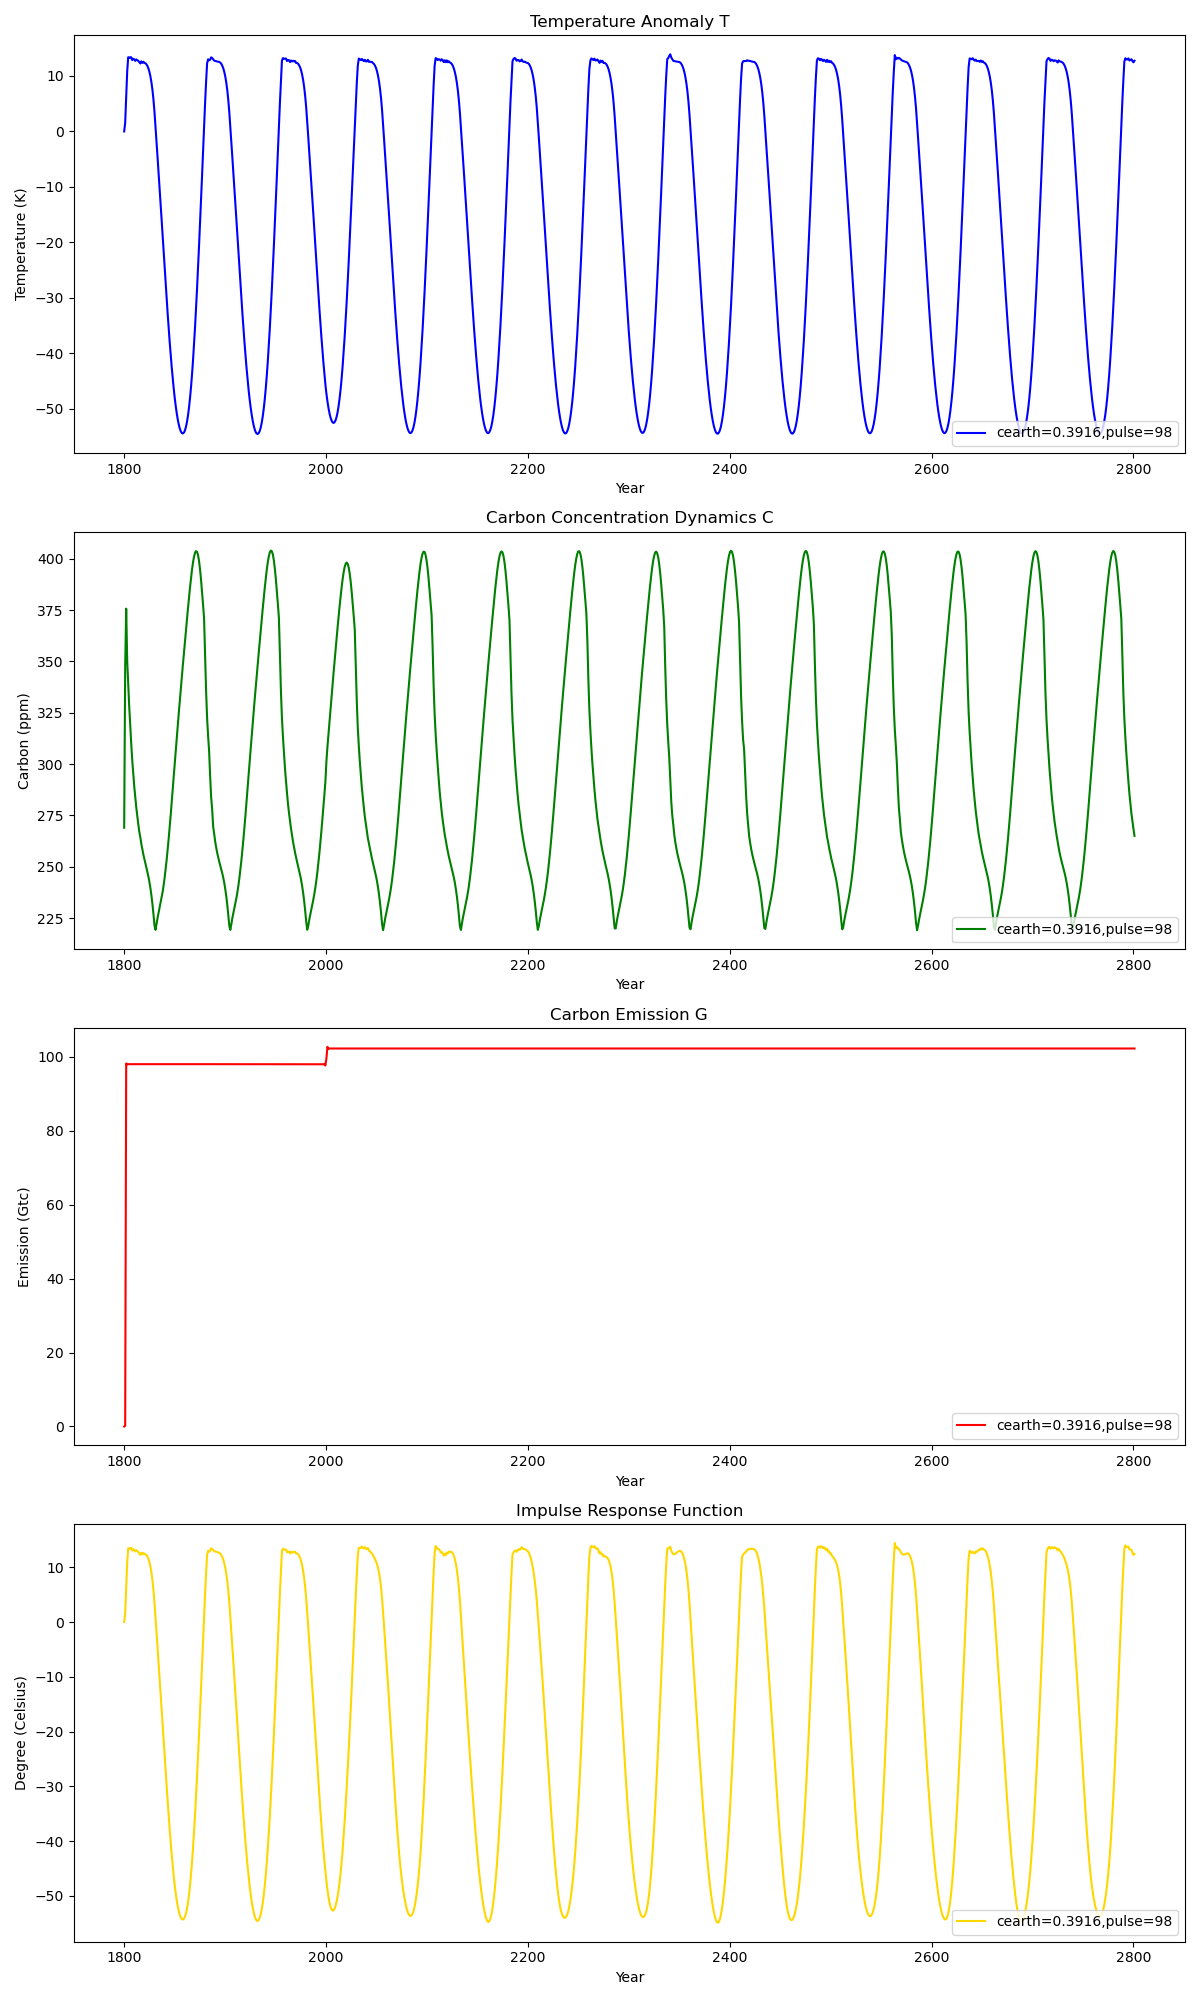 Temperature Anomaly T
10
0
−10
−20
−30
−40
−50
Temperature (K)
cearth=0.3916,pulse=98
1800 2000 2200 2400 2600 2800
Year
Carbon Concentration Dynamics C
400
375
350
325
300
275
250
225
Carbon (ppm)
cearth=0.3916,pulse=98
1800 2000 2200 2400 2600 2800
Year
Carbon Emission G
100
80
60
40
20
0
Emission (Gtc)
cearth=0.3916,pulse=98
1800 2000 2200 2400 2600 2800
Year
Impulse Response Function
10
0
−10
−20
−30
−40
−50
Degree (Celsius)
cearth=0.3916,pulse=98
1800 2000 2200 2400 2600 2800
Year